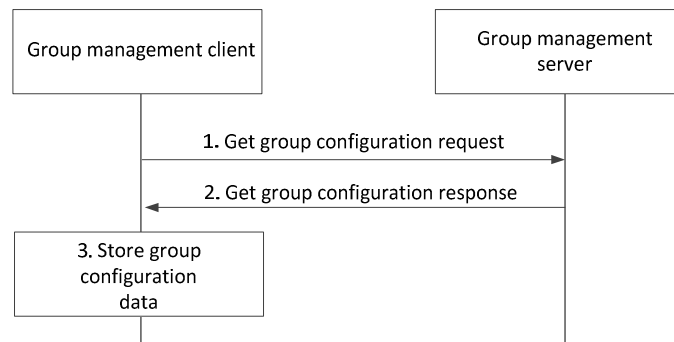 Group management client
Group management
server
1. Get group configuration request
2. Get group configuration response
3. Store group
configuration
data